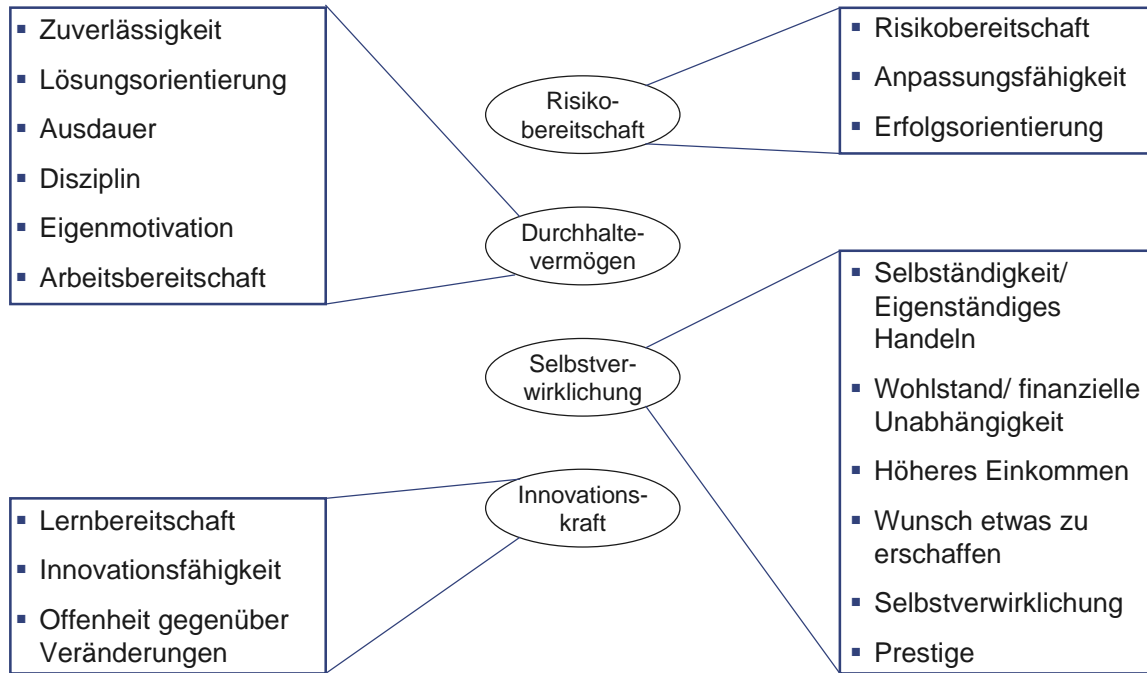 ▪ Zuverlässigkeit
▪ Lösungsorientierung
▪ Ausdauer
▪ Disziplin
▪ Eigenmotivation
▪ Arbeitsbereitschaft
Risiko-
bereitschaft
▪ Risikobereitschaft
▪ Anpassungsfähigkeit
▪ Erfolgsorientierung
Durchhalte-
vermögen
Selbstver-
wirklichung
▪ Selbständigkeit/
Eigenständiges
Handeln
▪ Wohlstand/ finanzielle
Unabhängigkeit
▪ Höheres Einkommen
▪ Wunsch etwas zu
erschaffen
▪ Selbstverwirklichung
▪ Prestige
Innovations-
kraft
▪ Lernbereitschaft
▪ Innovationsfähigkeit
▪ Offenheit gegenüber
Veränderungen